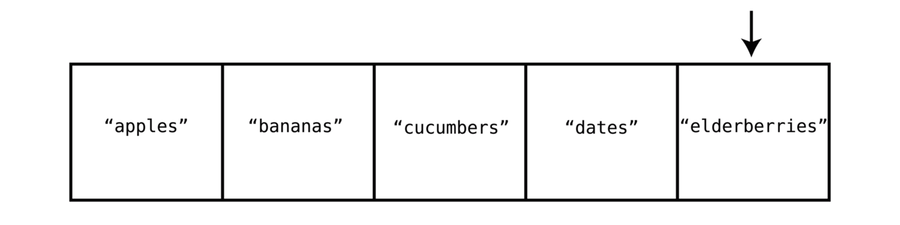 “apples” “bananas” “cucumbers” “dates” “elderberries”